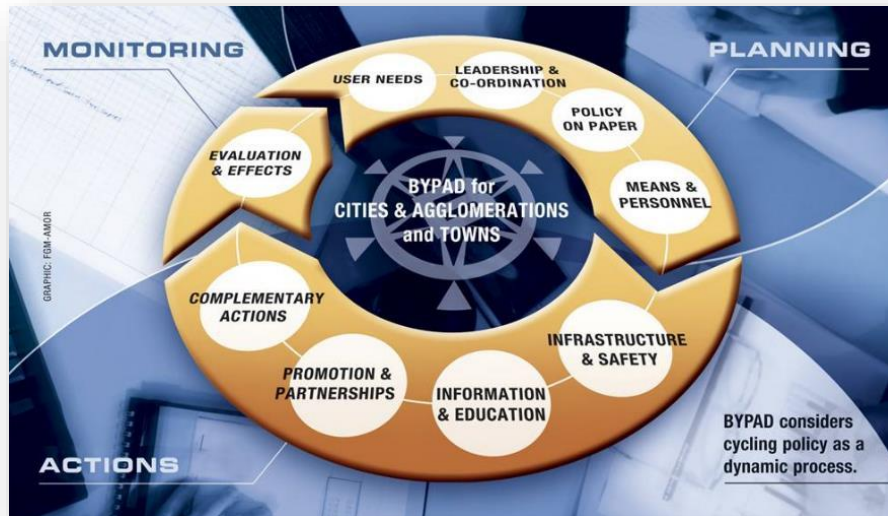 MONITORING
PLANNING
USER NEEDS
LEADERSHIP &
CO-ORDINATION
POLICY
ON PAPER
MEANS &
PERSONNEL
EVALUATION
& EFFECTS
BYPAD for
CITIES & AGGLOMERATIONS
and TOWNS
GRAPHIC: FGM-AMOR
COMPLEMENTARY
ACTIONS
INFRASTRUCTURE
& SAFETY
PROMOTION &
PARTNERSHIPS
INFORMATION
& EDUCATION
ACTIONS
BYPAD considers
cycling policy as a
dynamic process.